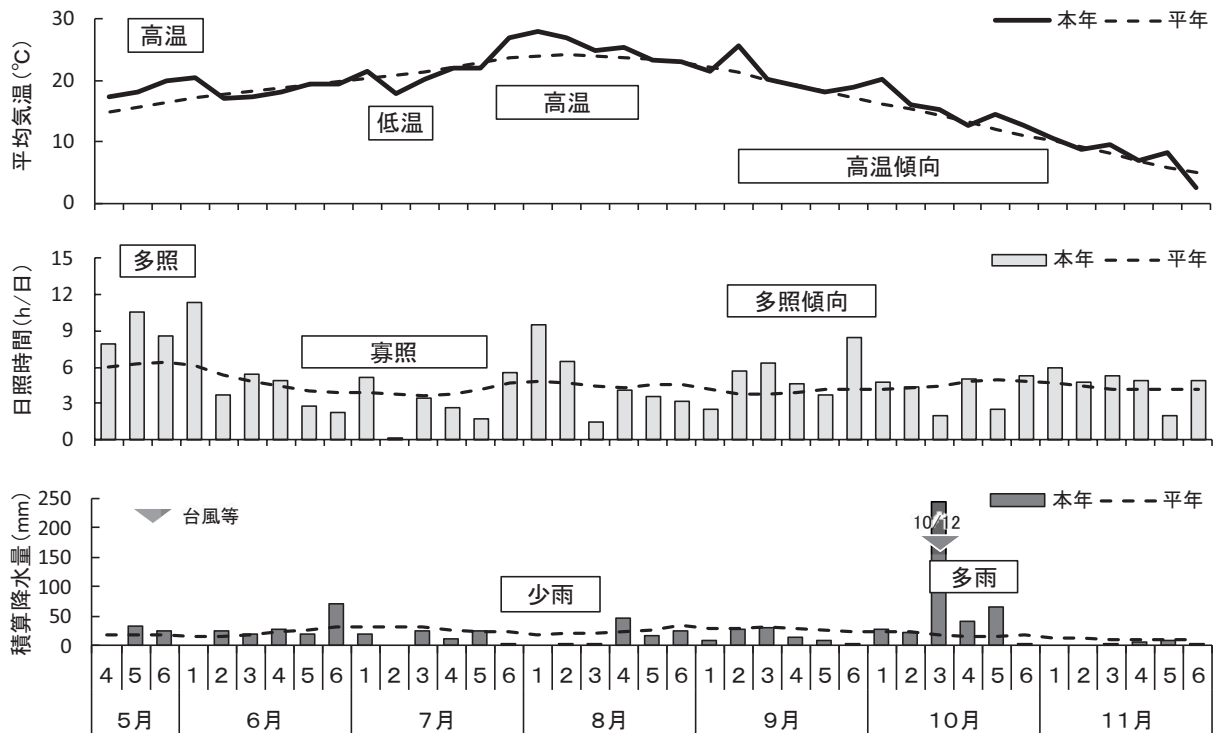 30
20
10
0
平均気温(℃)
高温
低温
高温
高温傾向
本年
平年
15
12
9
6
3
0
日照時間(h/日)
多照
寡照
多照傾向
本年
平年
250
200
150
100
50
0
積算降水量(mm)
台風等
少雨
10/12
多雨
本年
平年
4 5 6 1 2 3 4 5 6 1 2 3 4 5 6 1 2 3 4 5 6 1 2 3 4 5 6 1 2 3 4 5 6 1 2 3 4 5 6
5月 6月 7月 8月 9月 10月 11月